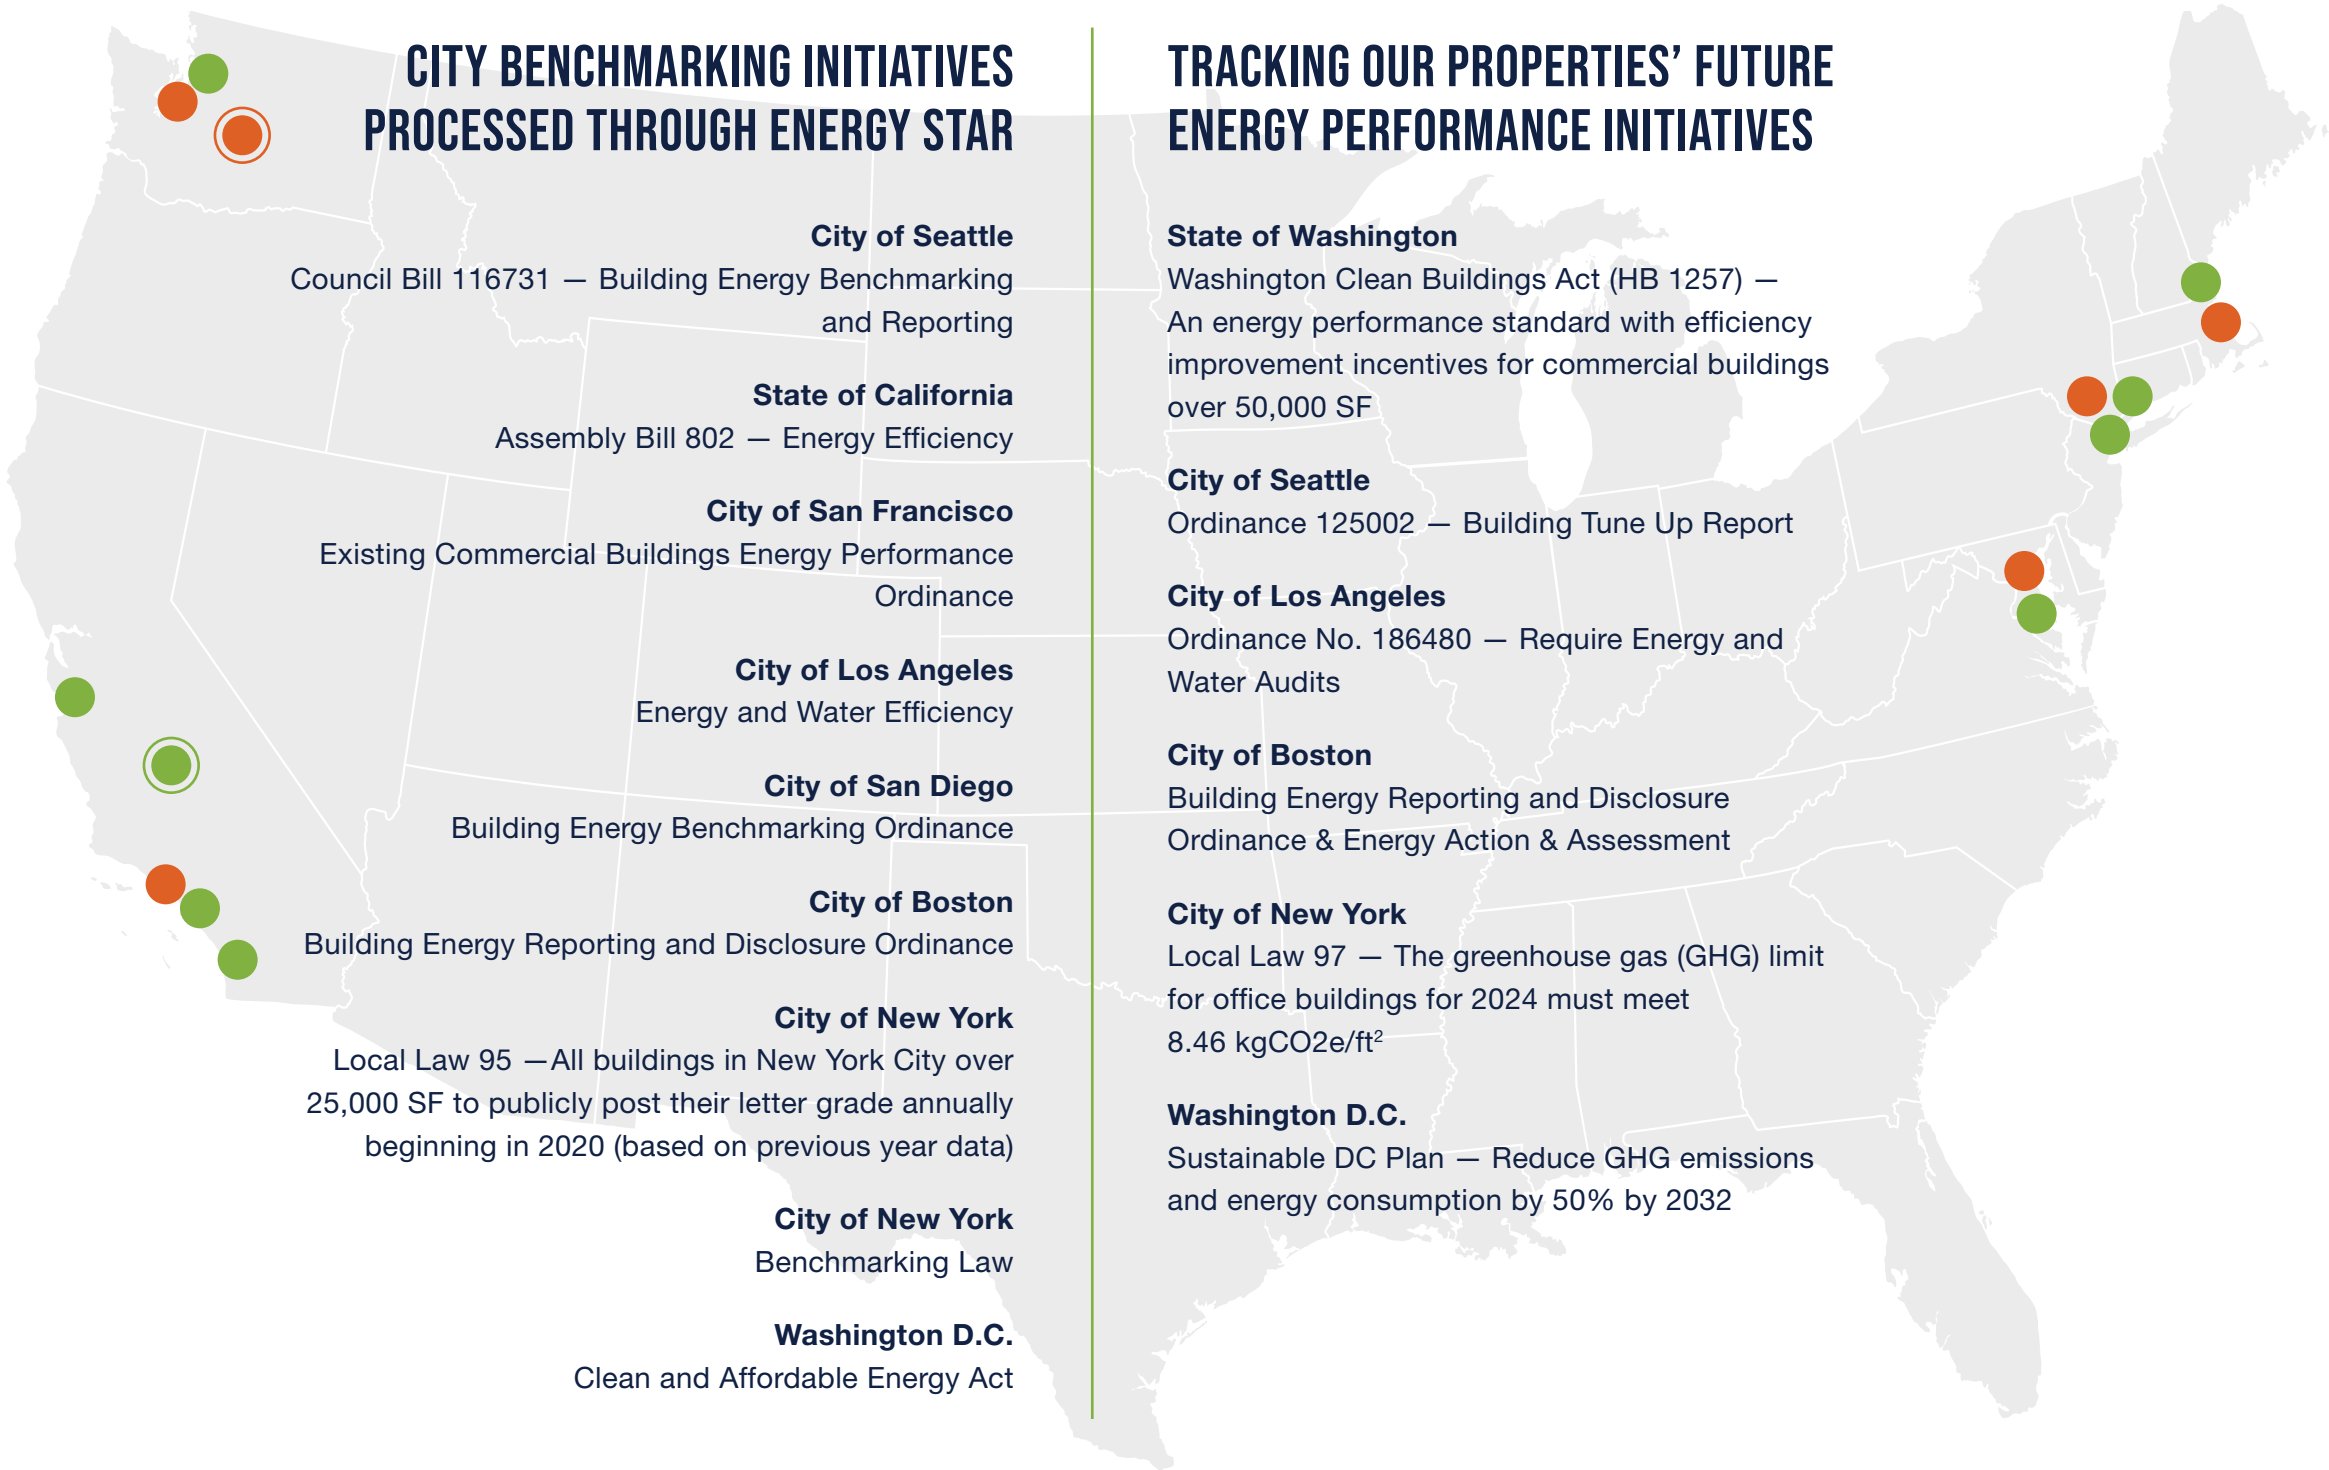 CITY BENCHMARKING INITIATIVES
PROCESSED THROUGH ENERGY STAR
City of Seattle
Council Bill 116731 — Building Energy Benchmarking
and Reporting
State of California
Assembly Bill 802 — Energy Efficiency
City of San Francisco
Existing Commercial Buildings Energy Performance
Ordinance
City of Los Angeles
Energy and Water Efficiency
City of San Diego
Building Energy Benchmarking Ordinance
City of Boston
Building Energy Reporting and Disclosure Ordinance
City of New York
Local Law 95 —All buildings in New York City over
25,000 SF to publicly post their letter grade annually
beginning in 2020 (based on previous year data)
City of New York
Benchmarking Law
Washington D.C.
Clean and Affordable Energy Act
TRACKING OUR PROPERTIES’ FUTURE
ENERGY PERFORMANCE INITIATIVES
State of Washington
Washington Clean Buildings Act (HB 1257) —
An energy performance standard with efficiency
improvement incentives for commercial buildings
over 50,000 SF
City of Seattle
Ordinance 125002 — Building Tune Up Report
City of Los Angeles
Ordinance No. 186480 — Require Energy and
Water Audits
City of Boston
Building Energy Reporting and Disclosure
Ordinance & Energy Action & Assessment
City of New York
Local Law 97 — The greenhouse gas (GHG) limit
for office buildings for 2024 must meet
8.46 kgCO2e/ft²
Washington D.C.
Sustainable DC Plan — Reduce GHG emissions
and energy consumption by 50% by 2032